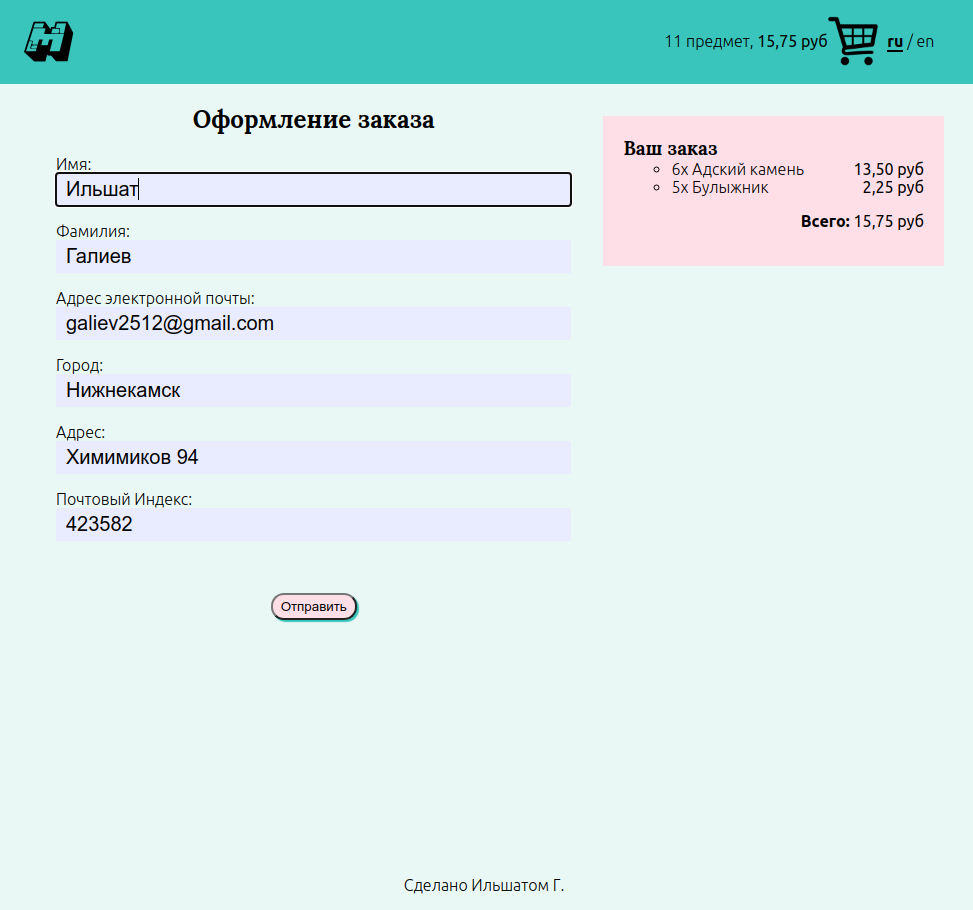 11 предмет, 15,75 руб ru / en
Оформление заказа
Имя:
Ильшат
Фамилия:
Галиев
Адрес электронной почты:
galiev2512@gmail.com
Город:
Нижнекамск
Адрес:
Химимиков 94
Почтовый Индекс:
423582
Отправить
Ваш заказ
6x Адский камень 13,50 руб
5x Булыжник 2,25 руб
Всего: 15,75 руб
Сделано Ильшатом Г.